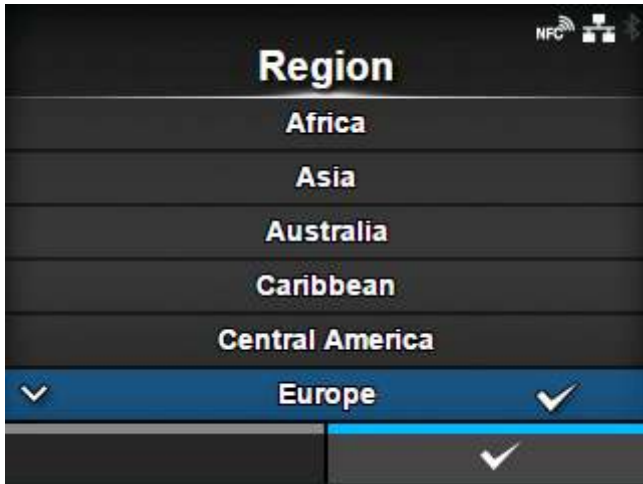 NFC
Region
Africa
Asia
Australia
Caribbean
Central America
Europe